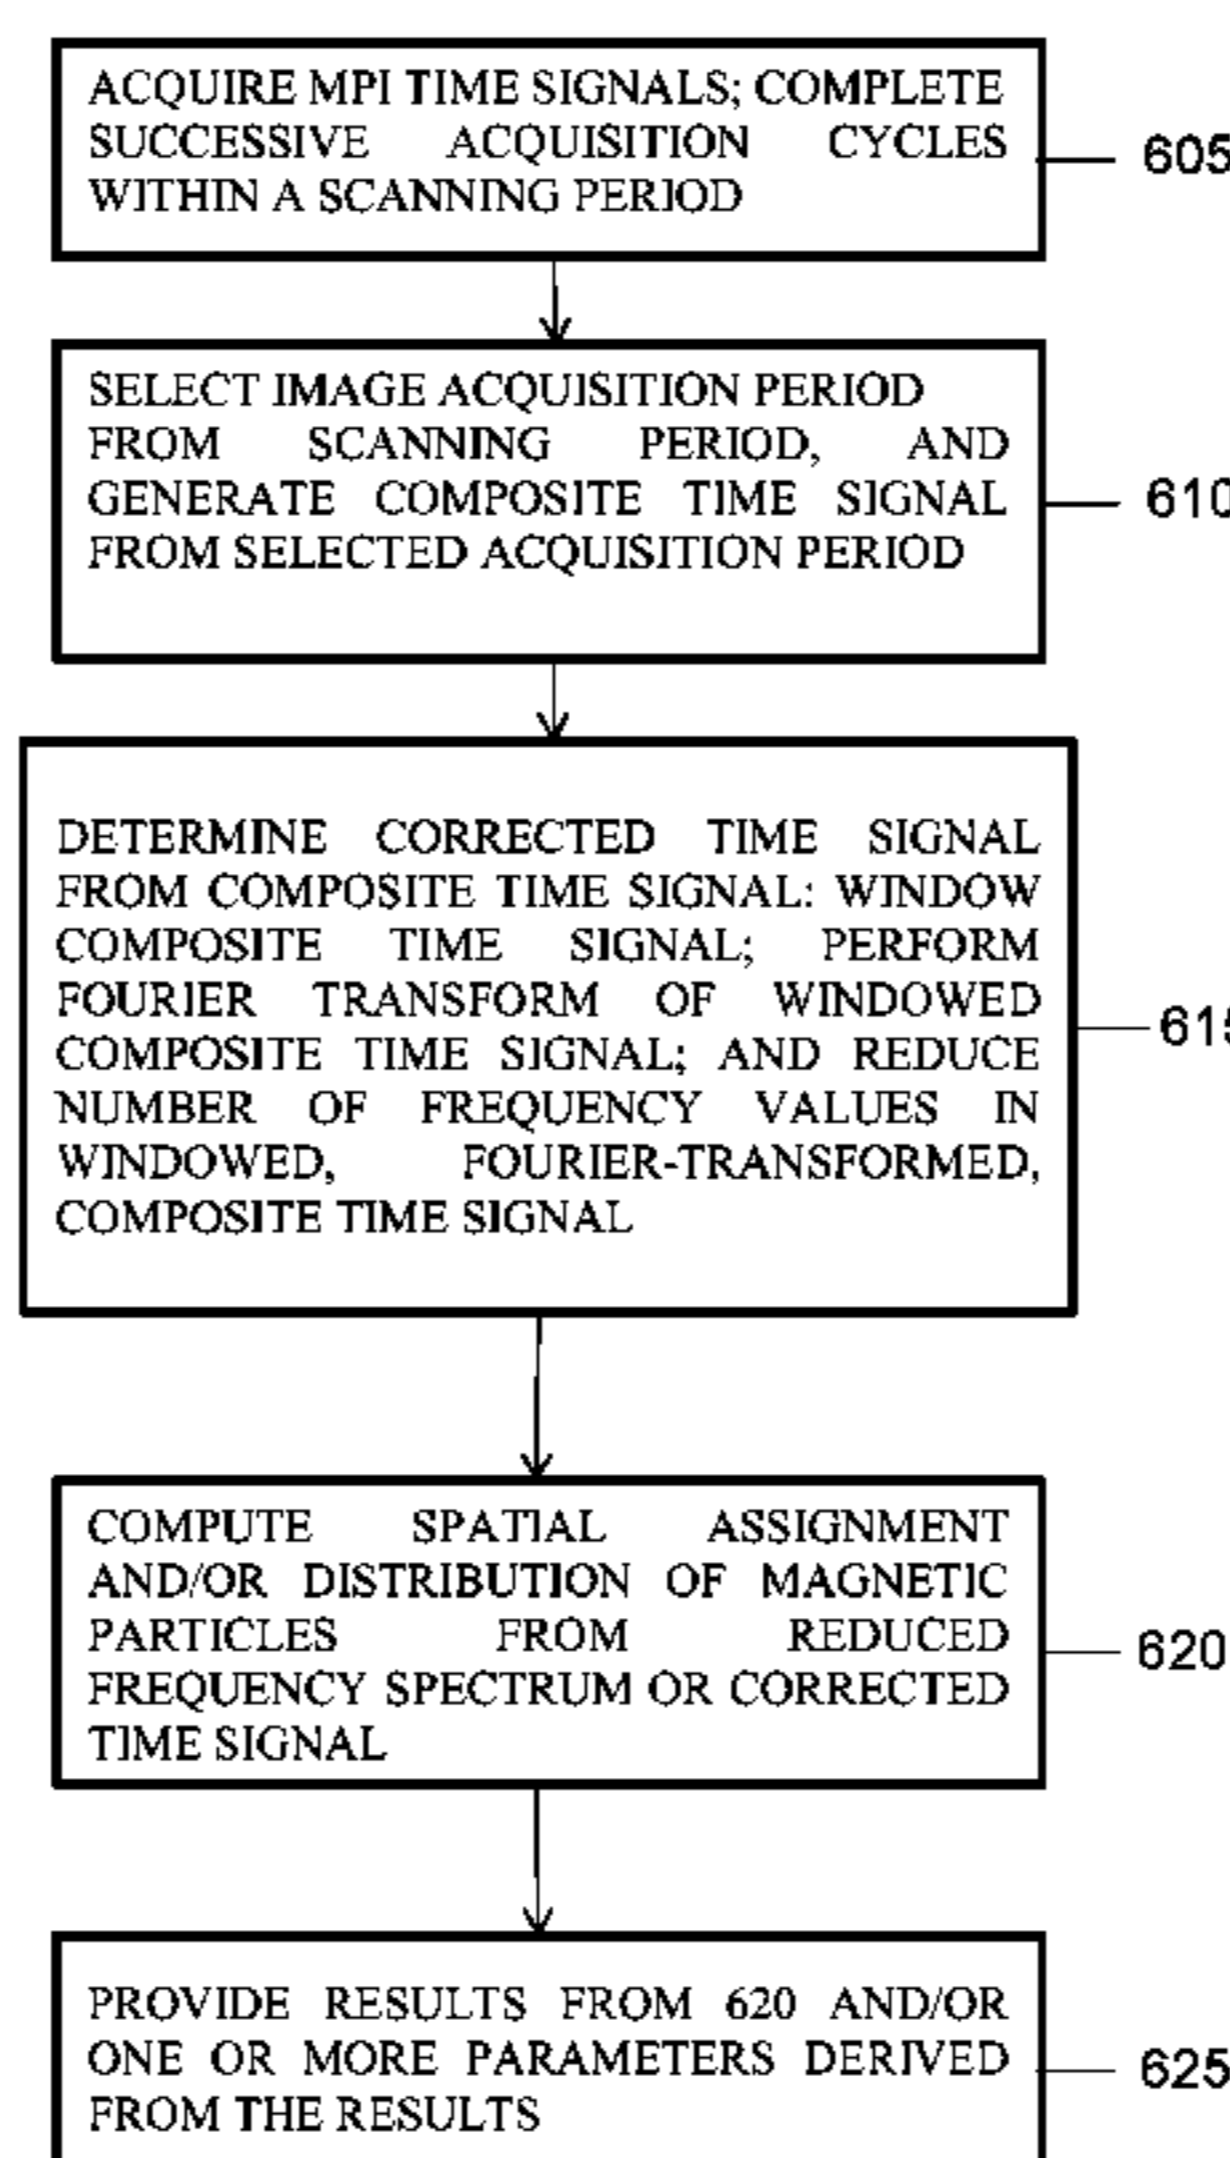 ACQUIRE MPI TIME SIGNALS; COMPLETE
SUCCESSIVE ACQUISITION CYCLES
WITHIN A SCANNING PERIOD
605
SELECT IMAGE ACQUISITION PERIOD
FROM SCANNING PERIOD, AND
GENERATE COMPOSITE TIME SIGNAL
FROM SELECTED ACQUISITION PERIOD
610
DETERMINE CORRECTED TIME SIGNAL
FROM COMPOSITE TIME SIGNAL: WINDOW
COMPOSITE TIME SIGNAL; PERFORM
FOURIER TRANSFORM OF WINDOWED
COMPOSITE TIME SIGNAL; AND REDUCE
NUMBER OF FREQUENCY VALUES IN
WINDOWED, FOURIER-TRANSFORMED,
COMPOSITE TIME SIGNAL
615
COMPUTE SPATIAL ASSIGNMENT
AND/OR DISTRIBUTION OF MAGNETIC
PARTICLES FROM REDUCED
FREQUENCY SPECTRUM OR CORRECTED
TIME SIGNAL
620
PROVIDE RESULTS FROM 620 AND/OR
ONE OR MORE PARAMETERS DERIVED
FROM THE RESULTS
625